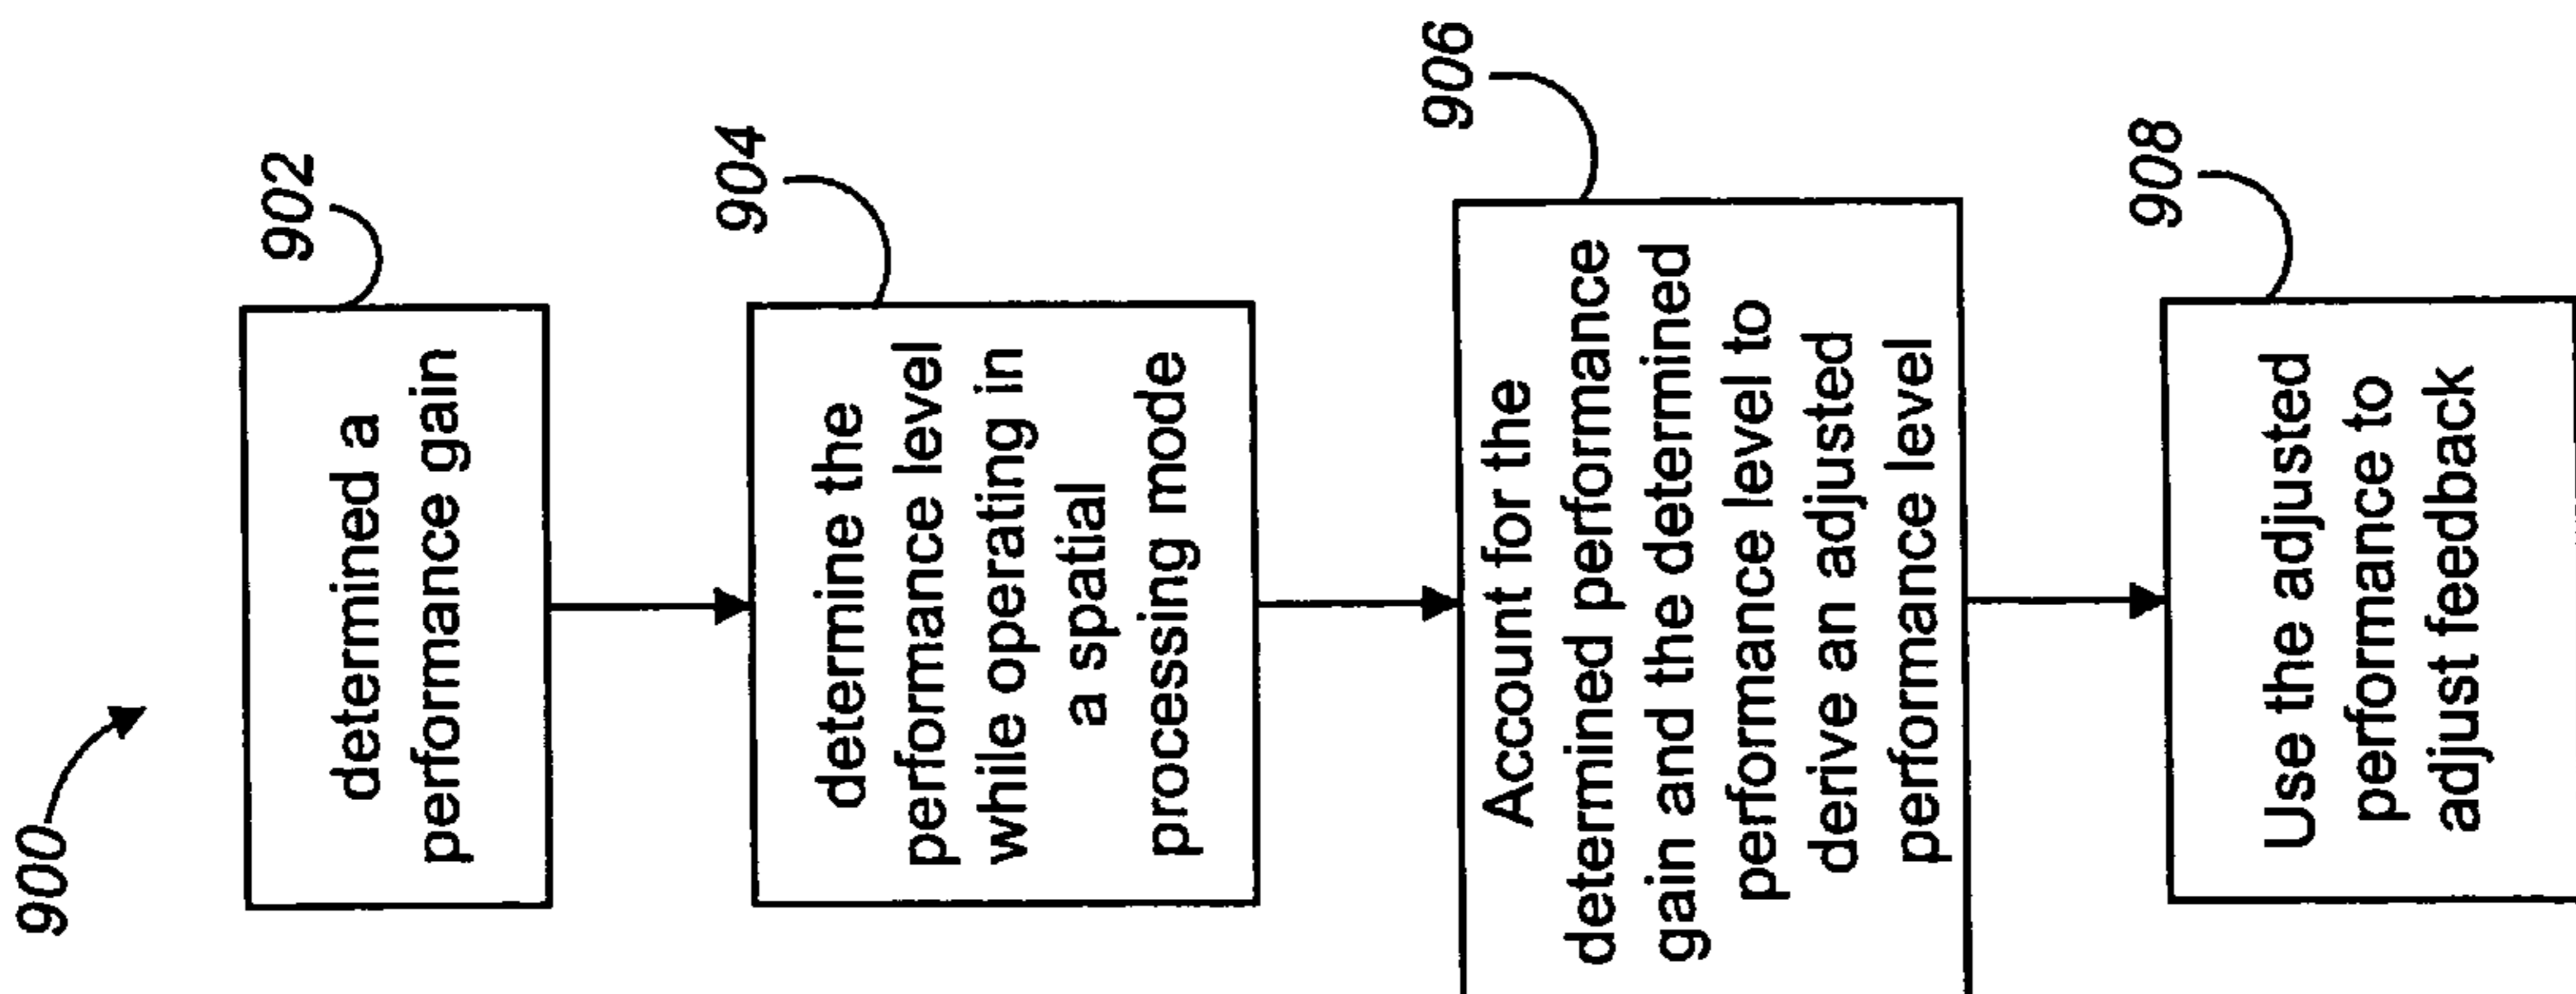 900
902
determined a
performance gain
904
determine the
performance level
while operating in
a spatial
processing mode
906
Account for the
determined performance
gain and the determined
performance level to
derive an adjusted
performance level
908
Use the adjusted
performance to
adjust feedback